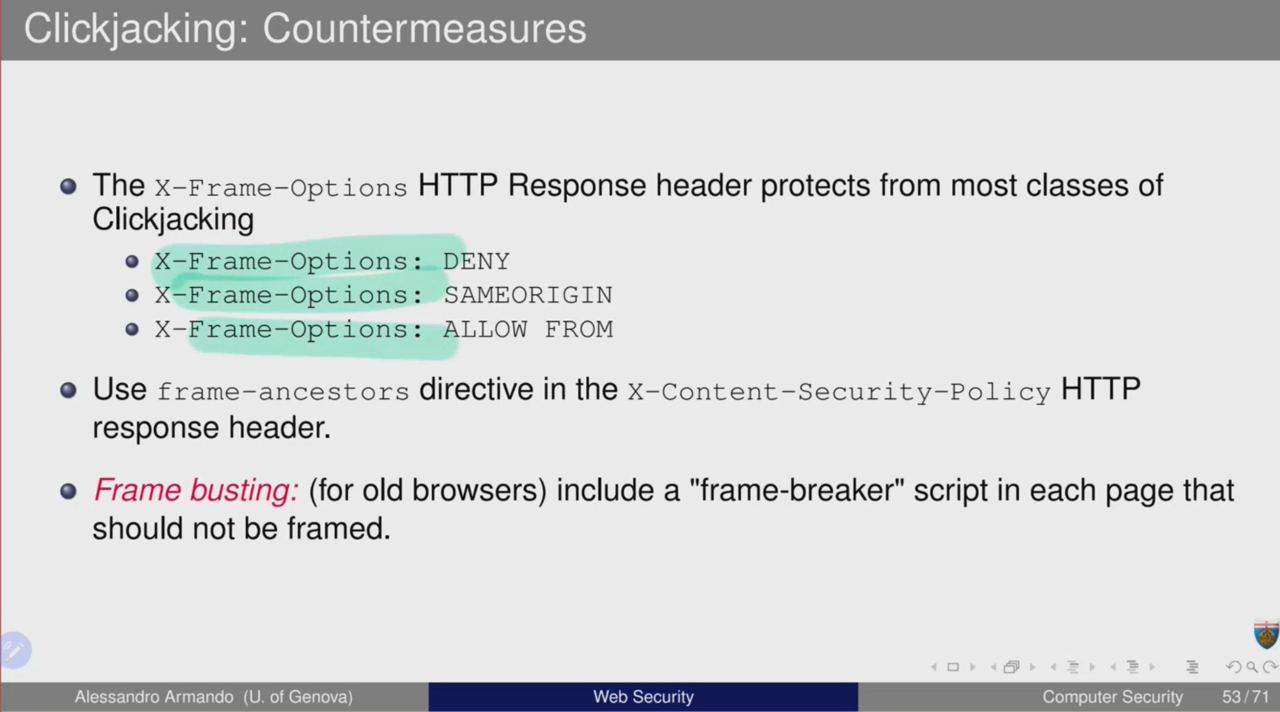 Clickjacking: Countermeasures
The X-Frame-Options HTTP Response header protects from most classes of
Clickjacking
X-Frame-Options: DENY
X-Frame-Options: SAMEORIGIN
X-Frame-Options: ALLOW FROM
Use frame-ancestors directive in the X-Content-Security-Policy HTTP
response header.
Frame busting: (for old browsers) include a "frame-breaker" script in each page that
should not be framed.
Alessandro Armando (U. of Genova) Web Security Computer Security 53/71